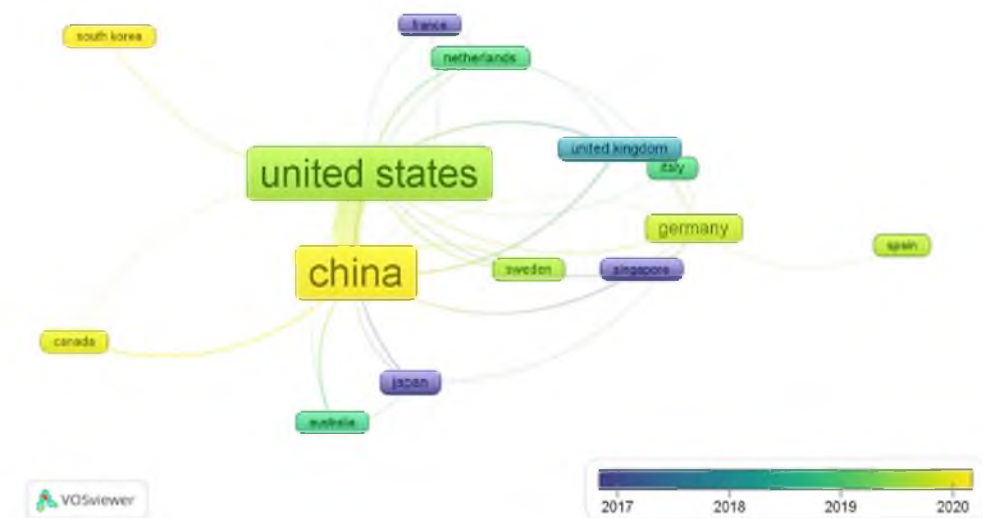 france
south korea
netherlands
united kingdom
italy
united states
germany
spain
sweden
singapore
china
canada
japan
australia
VOSviewer
2017 2018 2019 2020